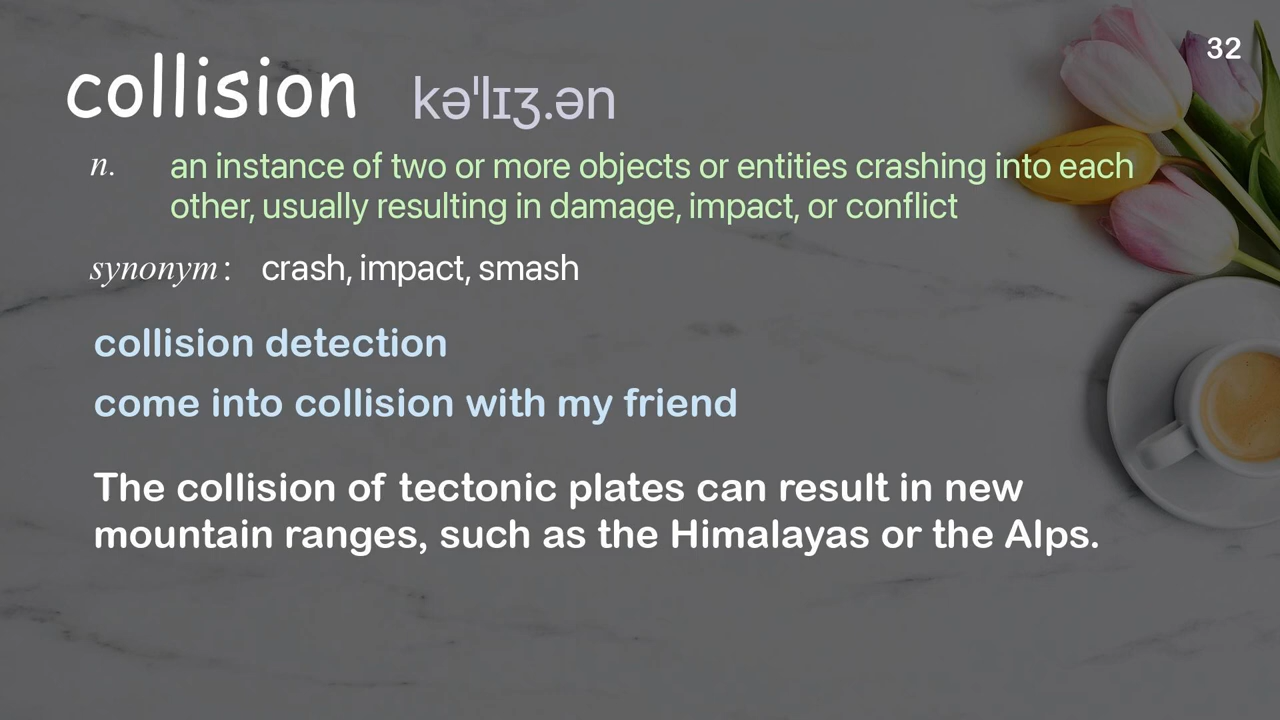 32
collision kəˈlɪʒ.ən
n. an instance of two or more objects or entities crashing into each
other, usually resulting in damage, impact, or conflict
synonym: crash, impact, smash
collision detection
come into collision with my friend
The collision of tectonic plates can result in new
mountain ranges, such as the Himalayas or the Alps.